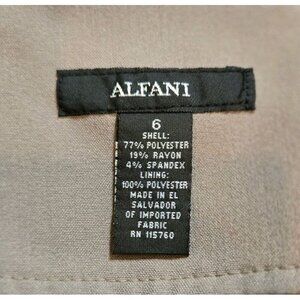 ALFANI
6
SHELL:
77% POLYESTER
19% RAYON
4% SPANDEX
LINING:
100% POLYESTER
MADE IN EL
SALVADOR
OF IMPORTED
FABRIC
RN 115760